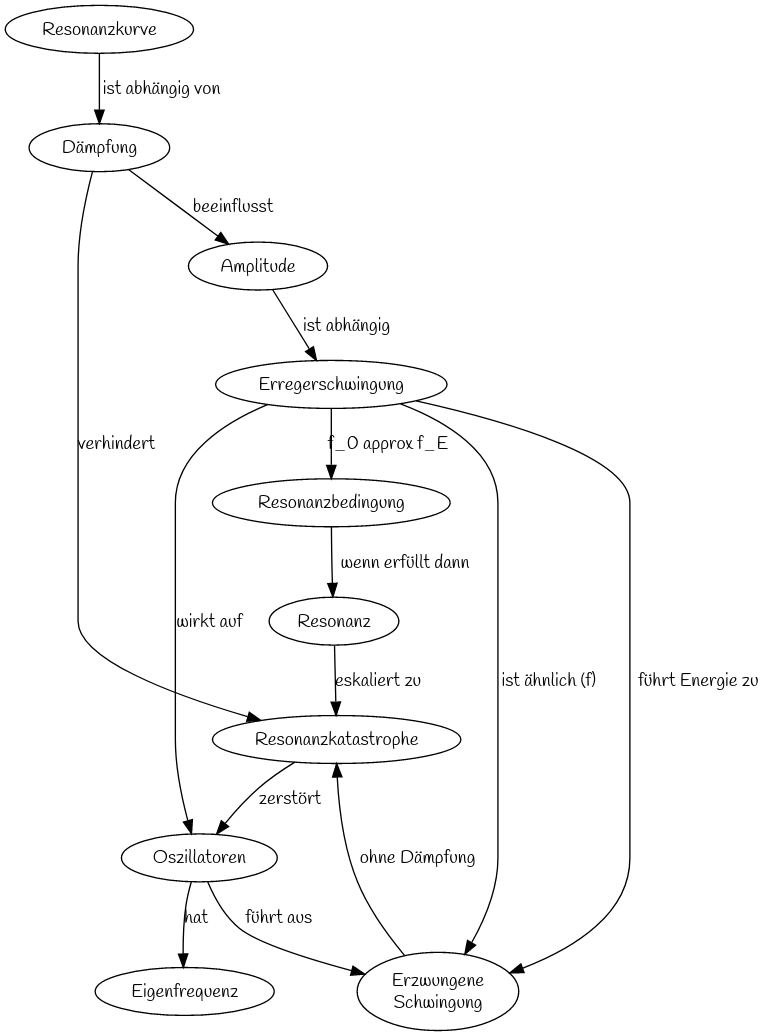 Resonanzkurve
ist abhängig von
Dämpfung
beeinflusst
Amplitude
ist abhängig
Erregerschwingung
verhindert
f_0 approx f_E
Resonanzbedingung
wenn erfüllt dann
wirkt auf
Resonanz
eskaliert zu
ist ähnlich (f)
führt Energie zu
Resonanzkatastrophe
zerstört
Oszillatoren
ohne Dämpfung
hat
führt aus
Eigenfrequenz
Erzwungene
Schwingung